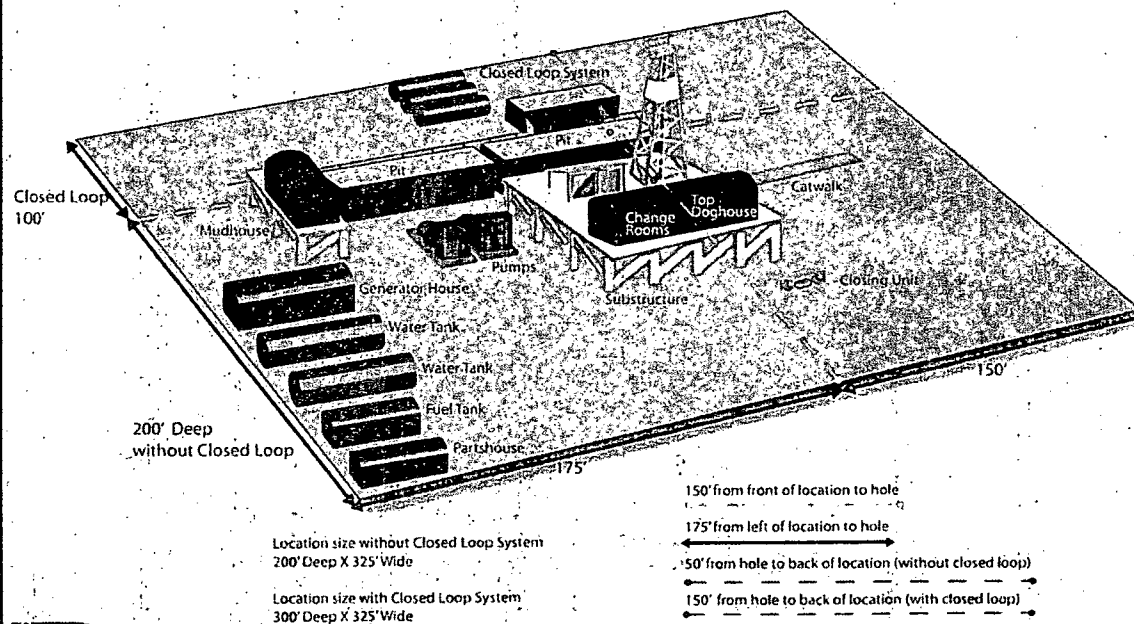 Closed Loop System
Pit
Pit
Closed Loop
100'
Mudhouse
Catwalk
Top
Doghouse
Change
Rooms
Pumps
Generator House
Substructure
Closing Unit
Water Tank
Water Tank
Fuel Tank
Partshouse
150'
175'
200' Deep
without Closed Loop
150' from front of location to hole
175' from left of location to hole
50' from hole to back of location (without closed loop)
150' from hole to back of location (with closed loop)
Location size without Closed Loop System
200' Deep X 325' Wide
Location size with Closed Loop System
300' Deep X 325' Wide